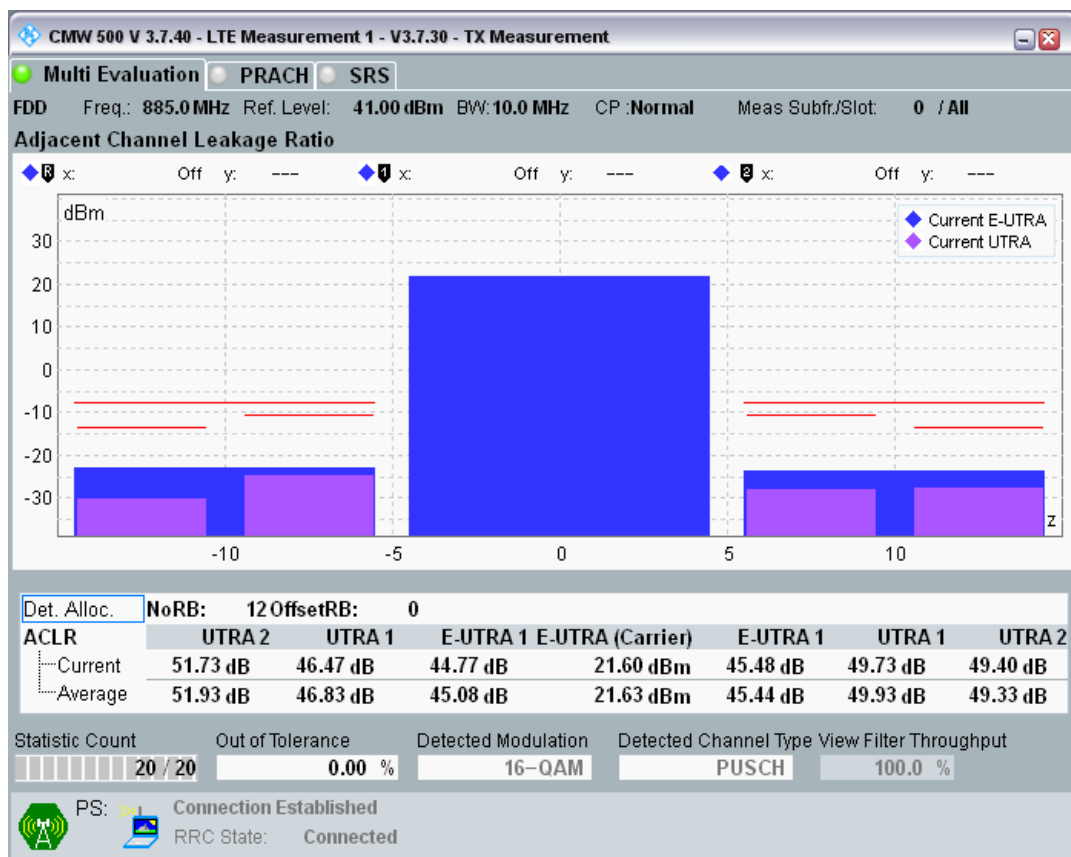 CMW 500 V 3.7.40 - LTE Measurement 1 - V3.7.30 - TX Measurement
Multi Evaluation PRACH SRS
FDD Freq.: 885.0 MHz Ref. Level: 41.00 dBm BW: 10.0 MHz CP :Normal Meas Subfr./Slot: 0 / All
Adjacent Channel Leakage Ratio
R x: Off y: --- 1 x: Off y: --- 2 x: Off y: ---
dBm
Current E-UTRA
Current UTRA
30
20
10
0
-10
-20
-30
z
-10 -5 0 5 10
Det. Alloc. NoRB: 12 OffsetRB: 0
ACLR UTRA 2 UTRA 1 E-UTRA 1 E-UTRA (Carrier) E-UTRA 1 UTRA 1 UTRA 2
Current 51.73 dB 46.47 dB 44.77 dB 21.60 dBm 45.48 dB 49.73 dB 49.40 dB
Average 51.93 dB 46.83 dB 45.08 dB 21.63 dBm 45.44 dB 49.93 dB 49.33 dB
Statistic Count Out of Tolerance Detected Modulation Detected Channel Type View Filter Throughput
20 / 20 0.00 % 16-QAM PUSCH 100.0 %
PS: Connection Established
RRC State: Connected